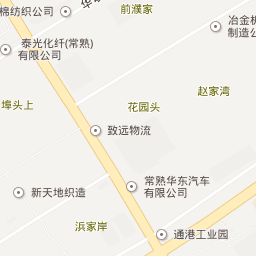 前濮家
棉纺织公司
华
冶金机
制造公
泰光化纤(常熟)
有限公司
赵家湾
埠头上
花园头
致远物流
常熟华东汽车
有限公司
新天地织造
浜家岸
通港工业园